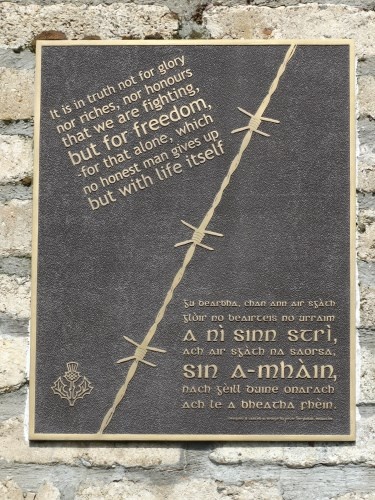 It is in truth not for glory
nor riches, nor honours
that we are fighting,
but for freedom,
-for that alone, which
no honest man gives up
but with life itself
Gu dearbha, chan ann air sgàth
glòir no beairteis no urraim
a nì sinn strì,
ach air sgàth na saorsa,
sin a-mhàin,
nach gèill duine onarach
ach le a bheatha fhèin.